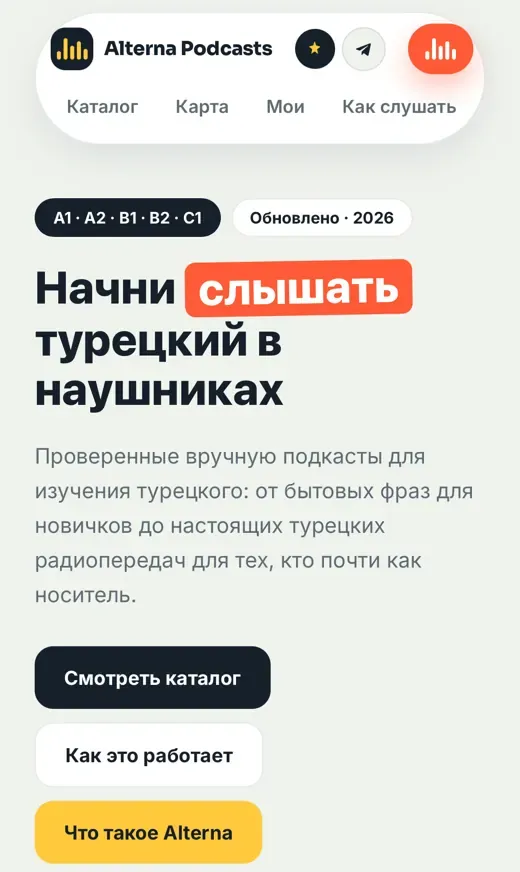 Alterna Podcasts
Каталог Карта Мои Как слушать
A1 · A2 · B1 · B2 · C1 Обновлено · 2026
Начни слышать
турецкий в
наушниках
Проверенные вручную подкасты для
изучения турецкого: от бытовых фраз для
новичков до настоящих турецких
радиопередач для тех, кто почти как
носитель.
Смотреть каталог
Как это работает
Что такое Alterna